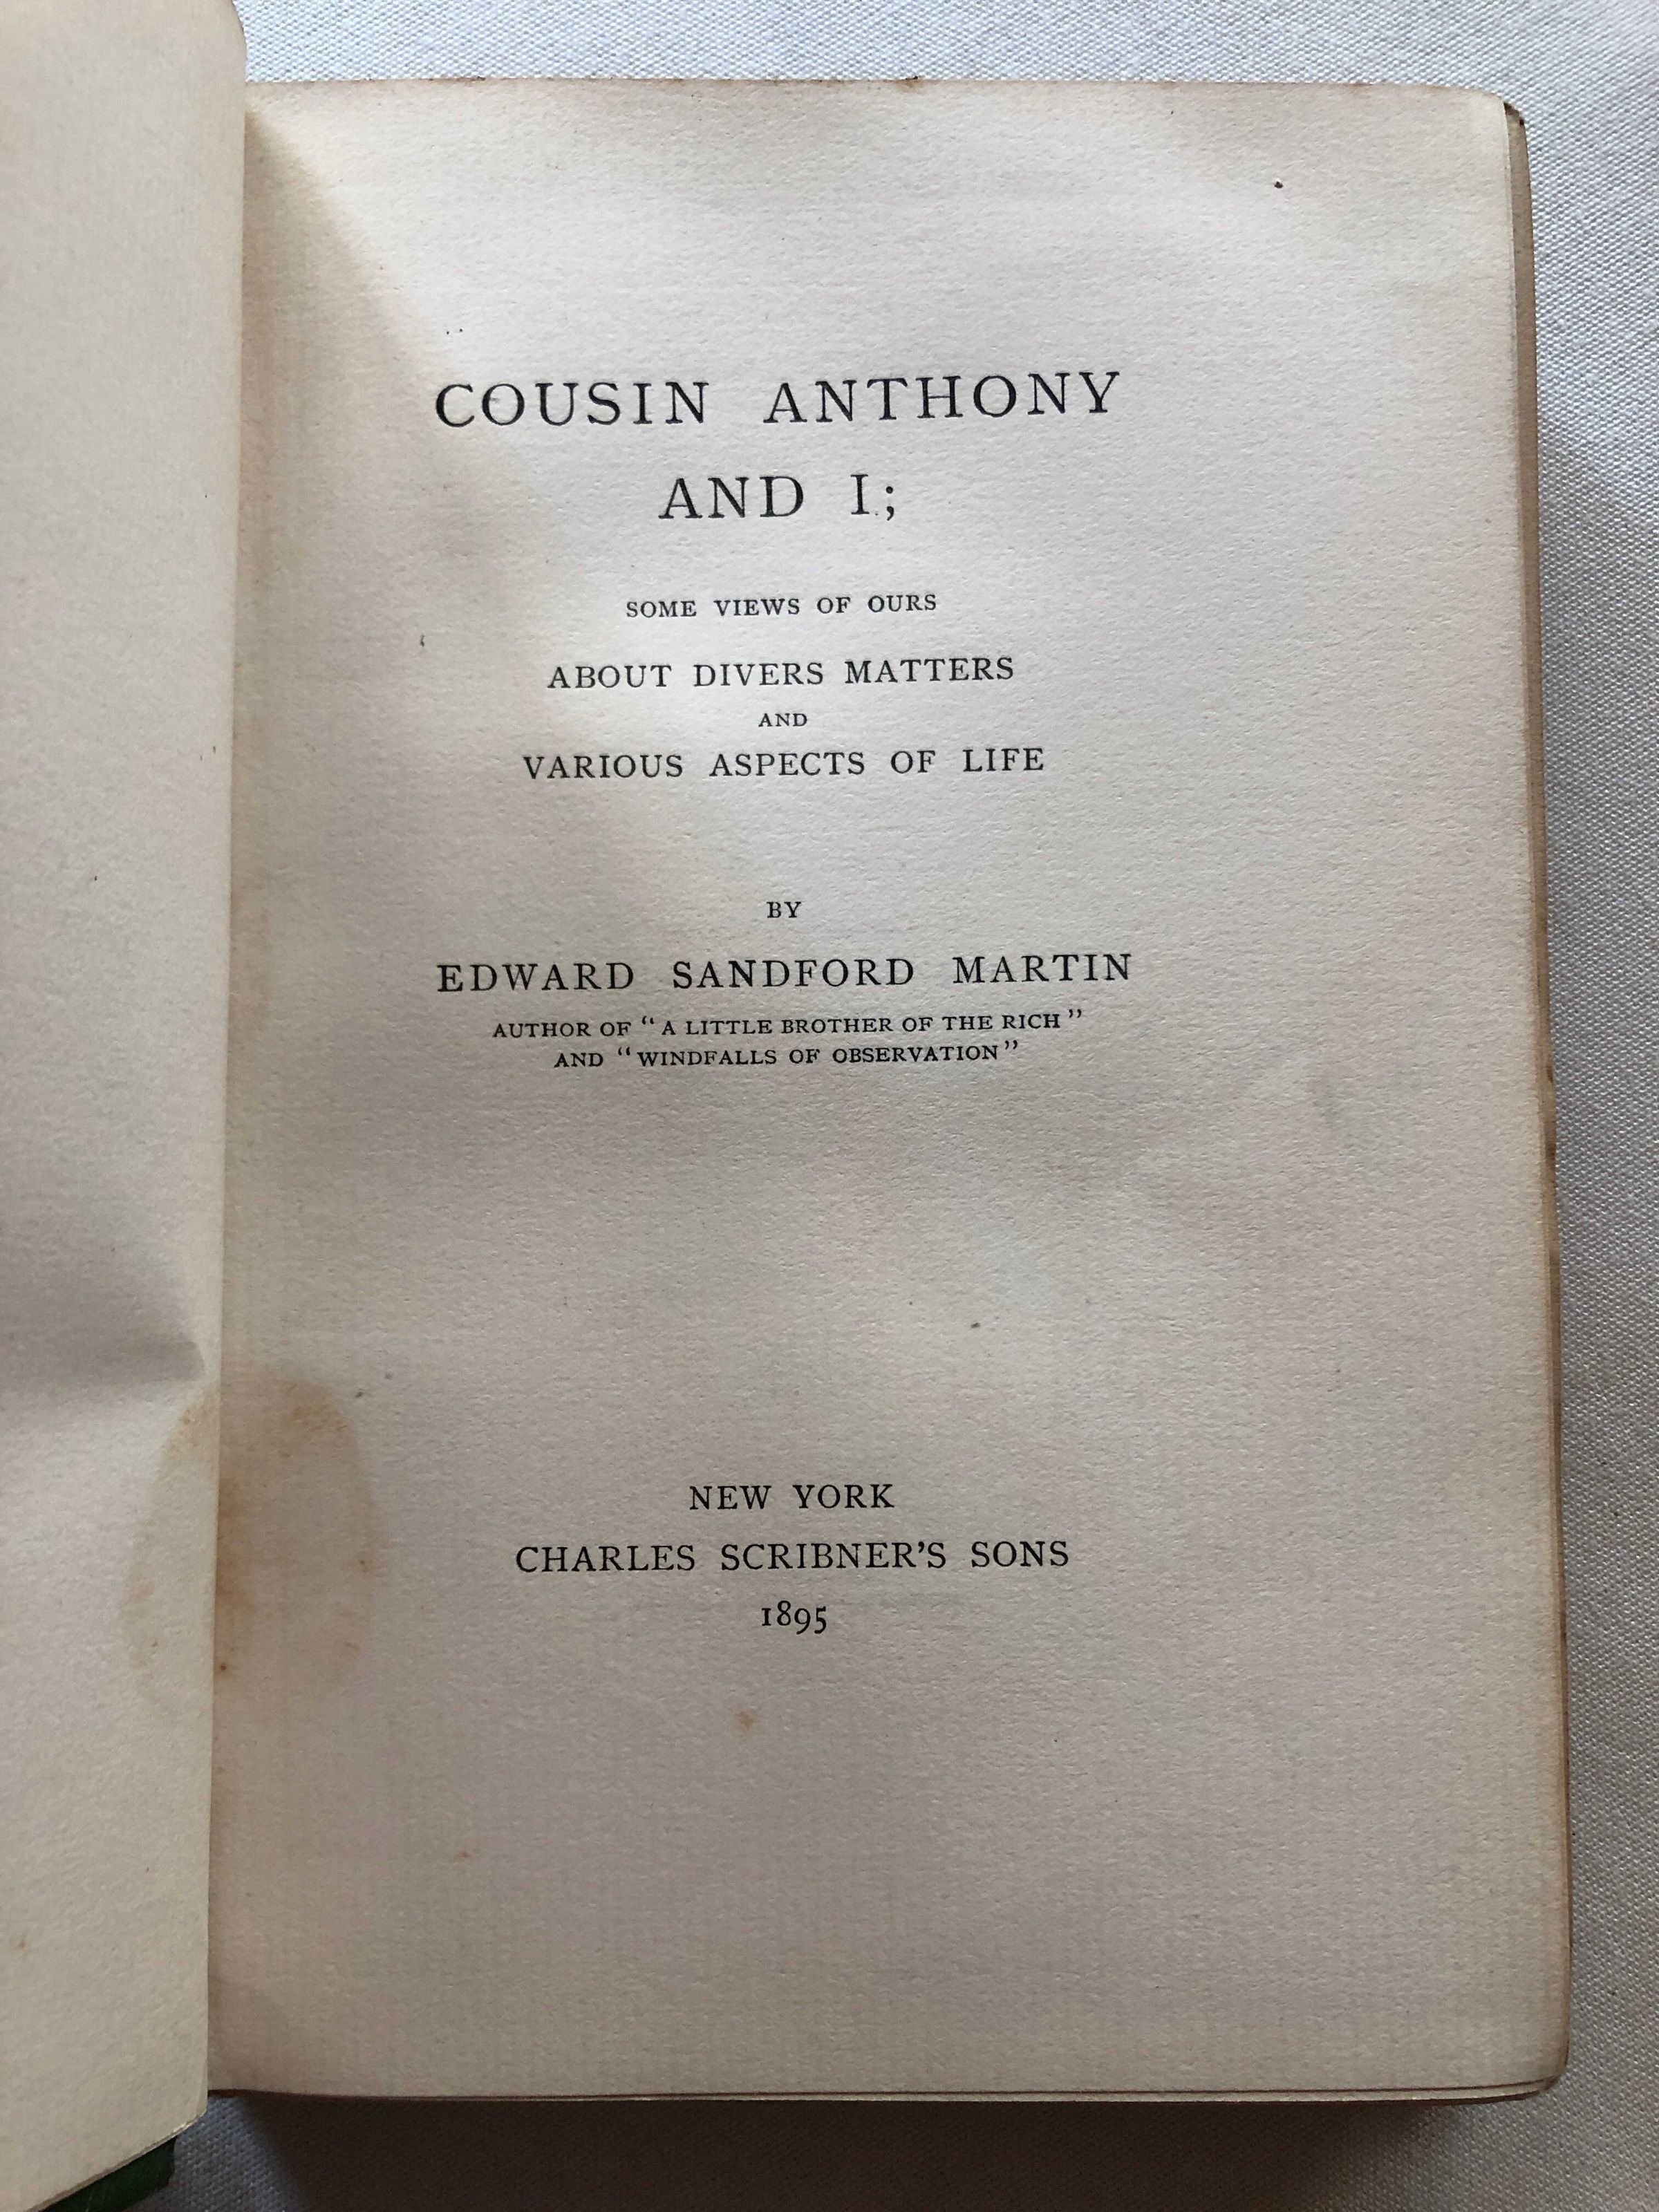 COUSIN ANTHONY
AND I;
SOME VIEWS OF OURS
ABOUT DIVERS MATTERS
AND
VARIOUS ASPECTS OF LIFE
BY
EDWARD SANDFORD MARTIN
AUTHOR OF “A LITTLE BROTHER OF THE RICH”
AND “WINDFALLS OF OBSERVATION”
NEW YORK
CHARLES SCRIBNER’S SONS
1895